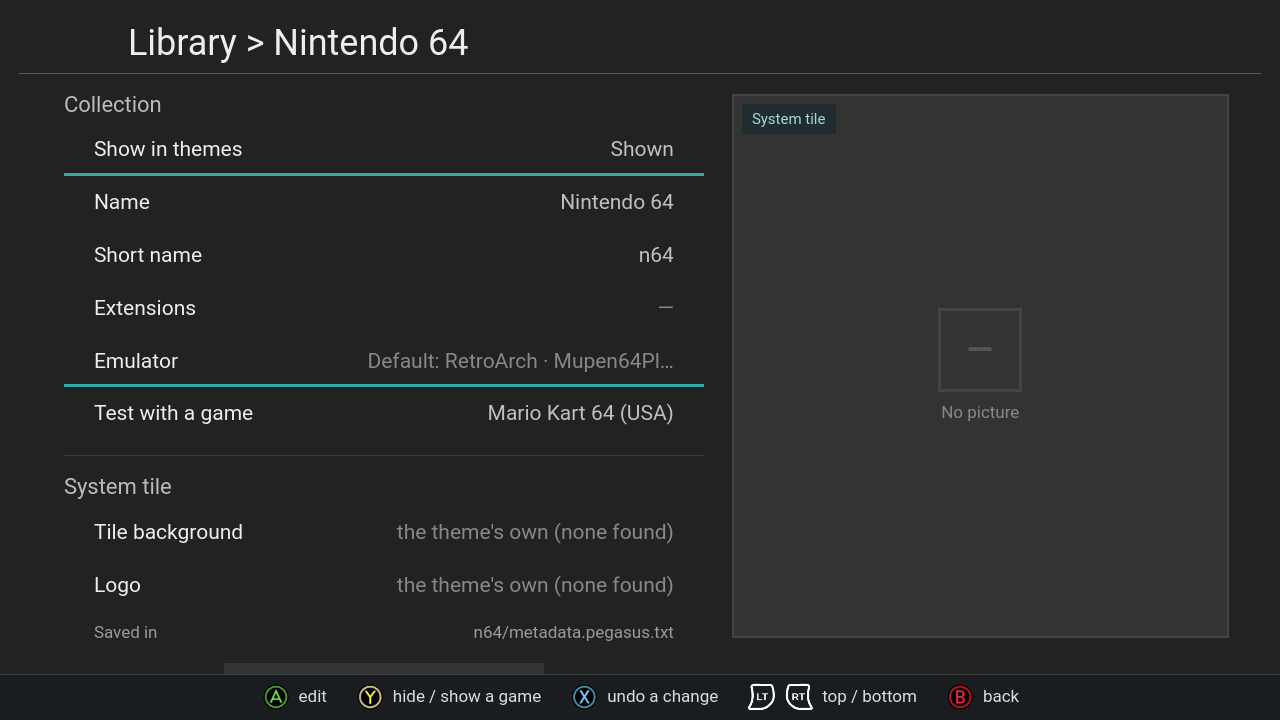 Library > Nintendo 64
Collection
Show in themes Shown
Name Nintendo 64
Short name n64
Extensions —
Emulator Default: RetroArch · Mupen64Pl…
Test with a game Mario Kart 64 (USA)
System tile
Tile background the theme's own (none found)
Logo the theme's own (none found)
Saved in n64/metadata.pegasus.txt
System tile
No picture
A edit Y hide / show a game X undo a change LT RT top / bottom B back